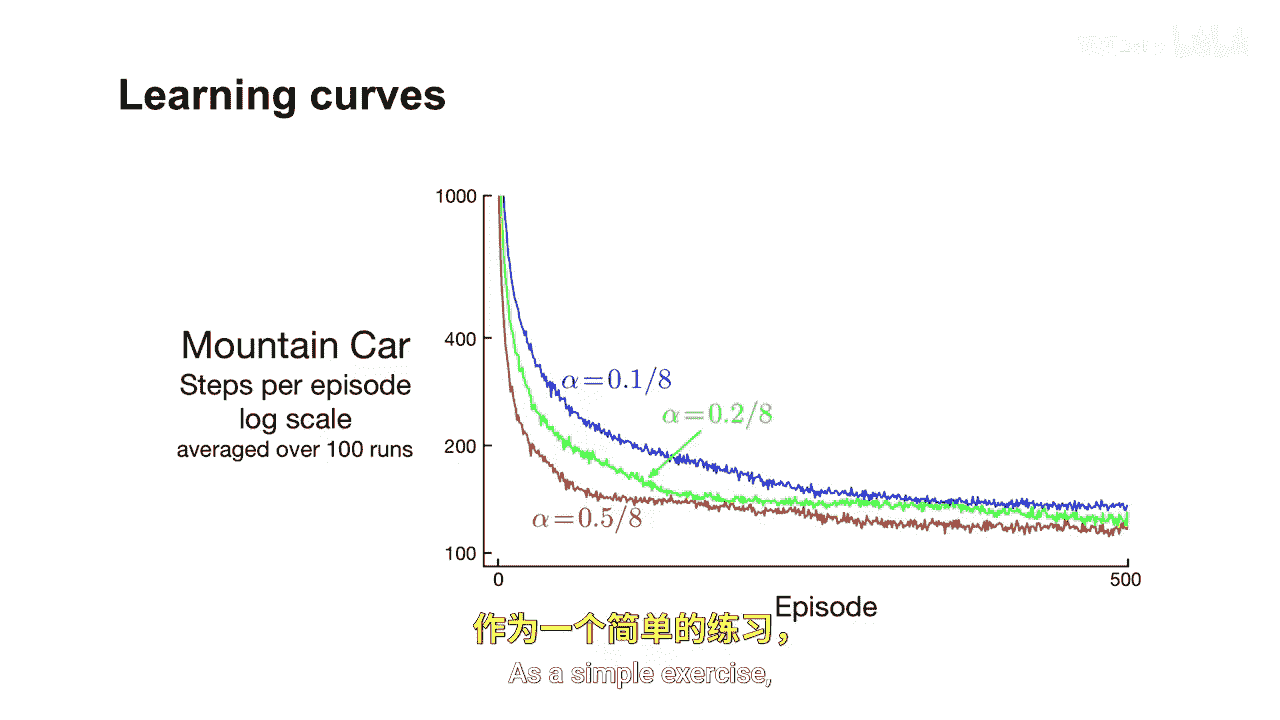 Learning curves
1000
Mountain Car
Steps per episode
log scale
averaged over 100 runs
400
200
100
α=0.1/8
α=0.2/8
α=0.5/8
0
500
Episode
作为一个简单的练习，
As a simple exercise,